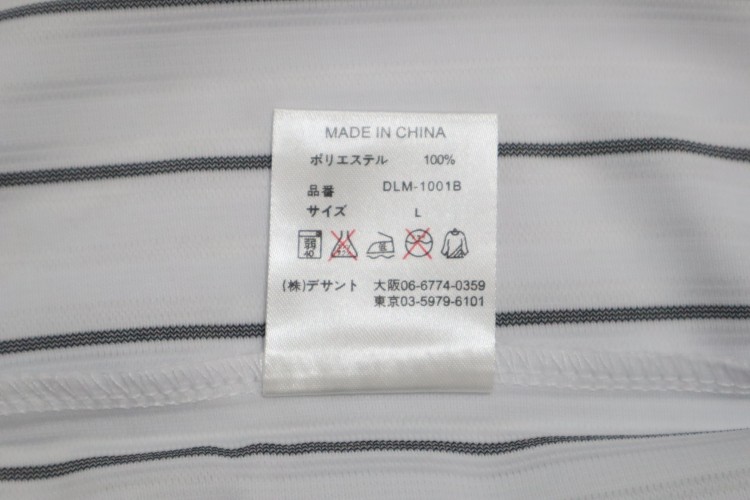 MADE IN CHINA
ポリエステル 100%
品番 DLM-1001B
サイズ L
弱 40
(株)デサント 大阪06-6774-0359
東京03-5979-6101